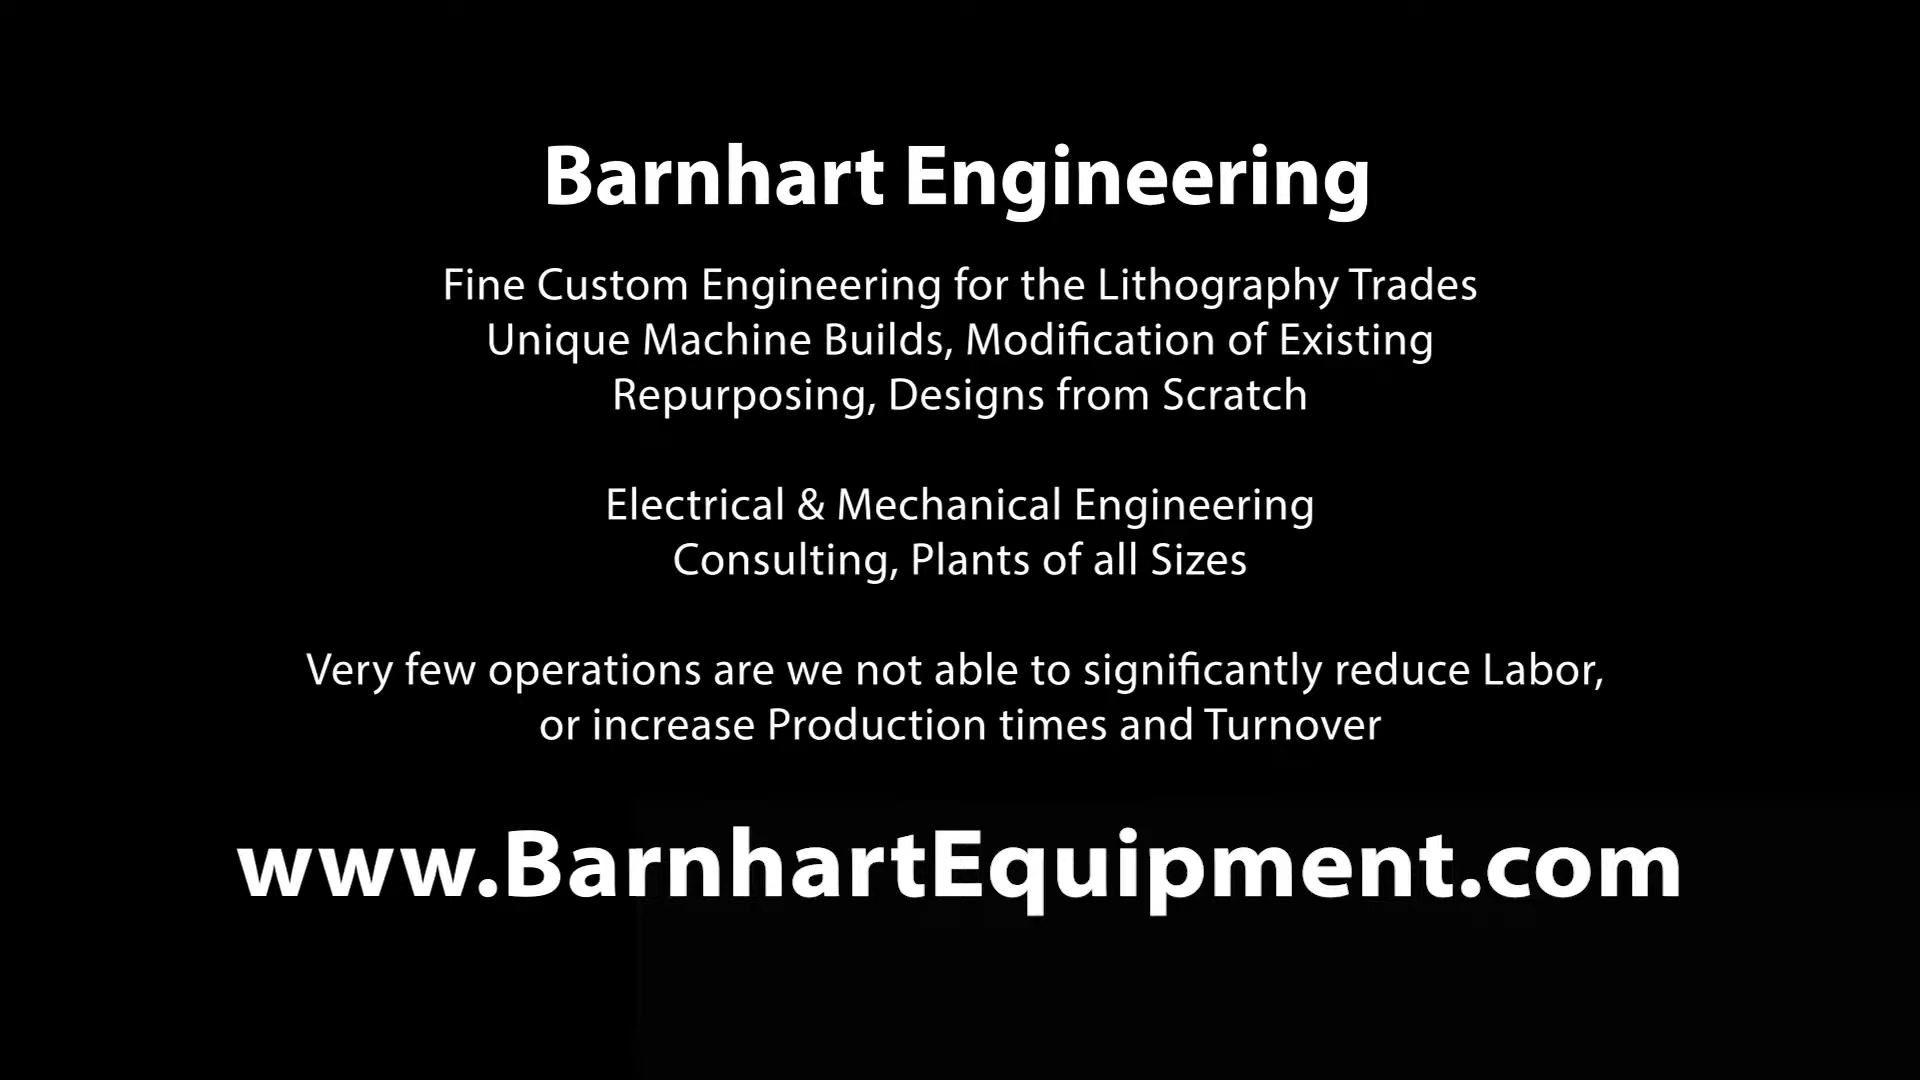 Barnhart Engineering
Fine Custom Engineering for the Lithography Trades
Unique Machine Builds, Modification of Existing
Repurposing, Designs from Scratch
Electrical & Mechanical Engineering
Consulting, Plants of all Sizes
Very few operations are we not able to significantly reduce Labor,
or increase Production times and Turnover
www.BarnhartEquipment.com